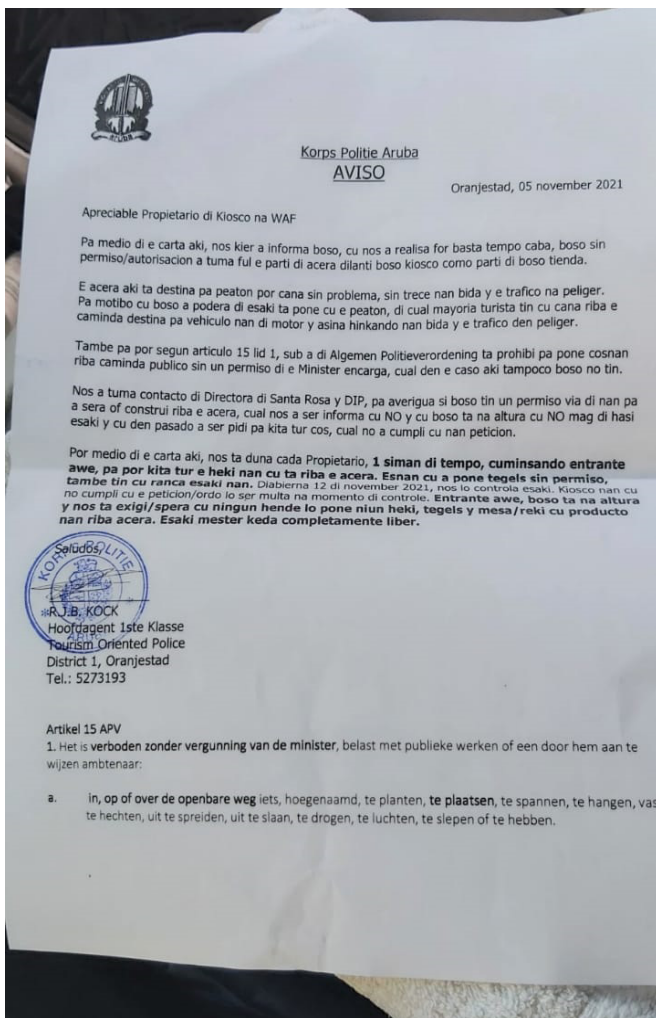 aruba
Korps Politie Aruba
AVISO
Oranjestad, 05 november 2021
Apreciable Propietario di Kiosco na WAF
Pa medio di e carta aki, nos kier a informa boso, cu nos a realisa for basta tempo caba, boso sin
permiso/autorisacion a tuma ful e parti di acera dilanti boso kiosco como parti di boso tienda.
E acera aki ta destina pa peaton por cana sin problema, sin trece nan bida y e trafico na peliger.
Pa motibo cu boso a podera di esaki ta pone cu e peaton, di cual mayoria turista tin cu cana riba e
caminda destina pa vehiculo nan di motor y asina hinkando nan bida y e trafico den peliger.
Tambe pa por segun articulo 15 lid 1, sub a di Algemen Politieverordening ta prohibi pa pone cosnan
riba caminda publico sin un permiso di e Minister encarga, cual den e caso aki tampoco boso no tin.
Nos a tuma contacto di Directora di Santa Rosa y DIP, pa averigua si boso tin un permiso via di nan pa
a sera of construi riba e acera, cual nos a ser informa cu NO y cu boso ta na altura cu NO mag di hasi
esaki y cu den pasado a ser pidi pa kita tur cos, cual no a cumpli cu nan peticion.
Por medio di e carta aki, nos ta duna cada Propietario, 1 siman di tempo, cuminsando entrante
awe, pa por kita tur e heki nan cu ta riba e acera. Esnan cu a pone tegels sin permiso,
tambe tin cu ranca esaki nan. Diabierna 12 di november 2021, nos lo controla esaki. Kiosco nan cu
no cumpli cu e peticion/ordo lo ser multa na momento di controle. Entrante awe, boso ta na altura
y nos ta exigi/spera cu ningun hende lo pone niun heki, tegels y mesa/reki cu producto
nan riba acera. Esaki mester keda completamente liber.
Saludos,
KORPS POLITIE
R.J.B. KOCK
Hoofdagent 1ste Klasse
ARUBA
Tourism Oriented Police
District 1, Oranjestad
Tel.: 5273193
Artikel 15 APV
1. Het is verboden zonder vergunning van de minister, belast met publieke werken of een door hem aan te
wijzen ambtenaar:
a. in, op of over de openbare weg iets, hoegenaamd, te planten, te plaatsen, te spannen, te hangen, vas
te hechten, uit te spreiden, uit te slaan, te drogen, te luchten, te slepen of te hebben.